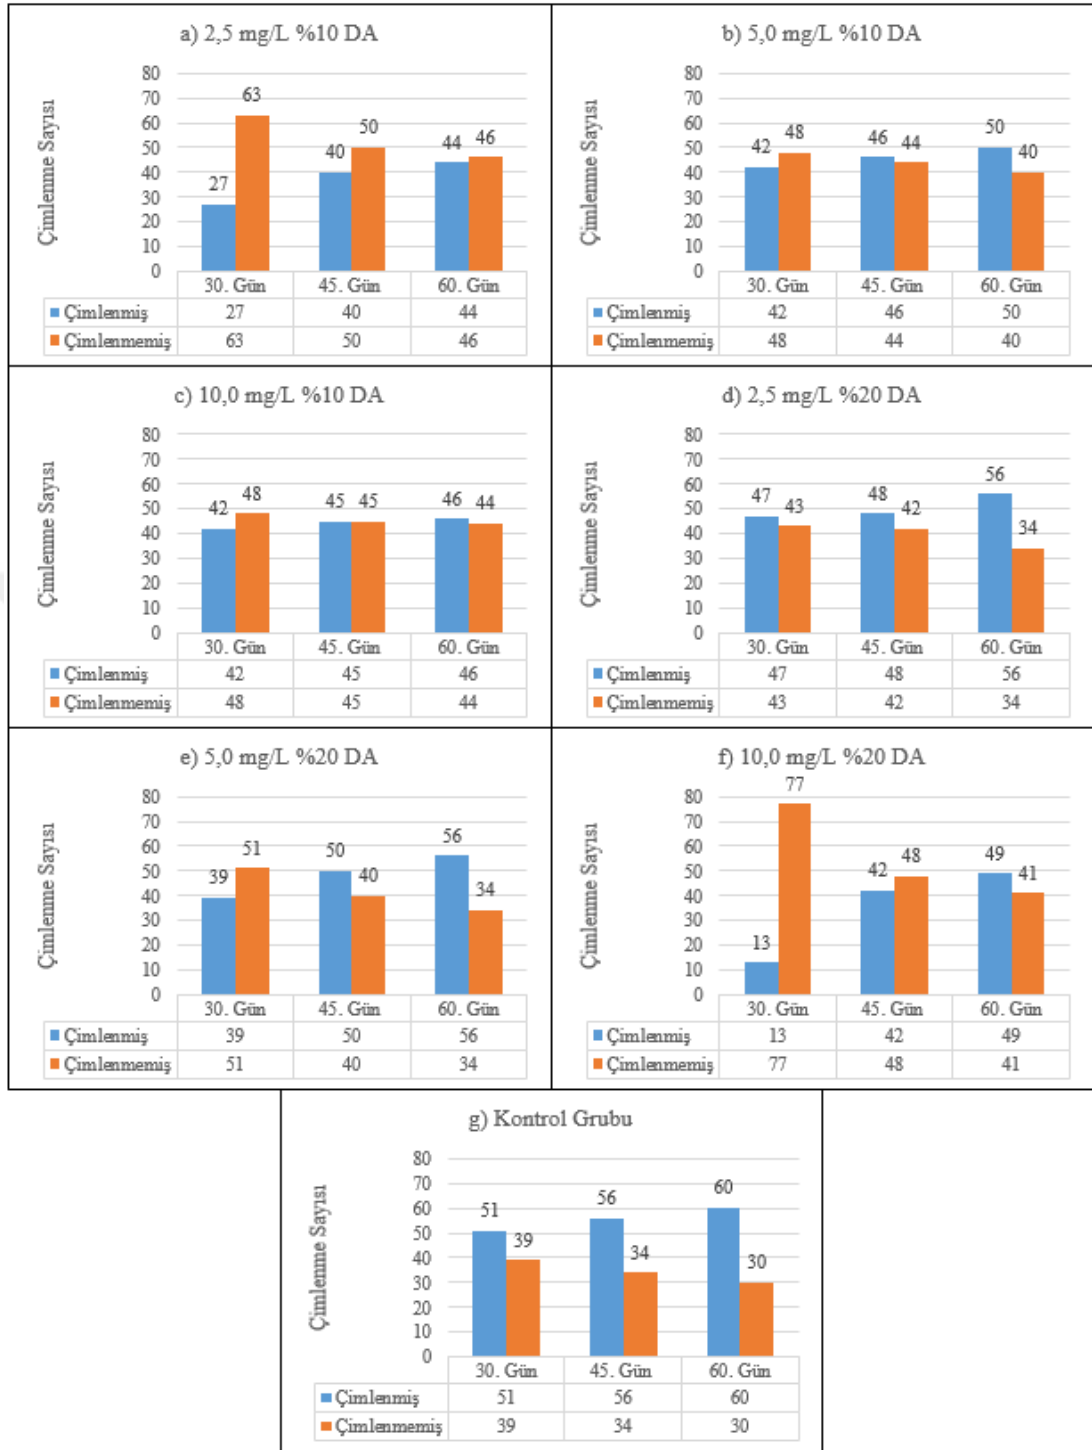 a) 2,5 mg/L %10 DA
Çimlenme Sayısı
80
70
60
50
40
30
20
10
0
27 63 40 50 44 46
30. Gün 45. Gün 60. Gün
Çimlenmiş 27 40 44
Çimlenmemiş 63 50 46
b) 5,0 mg/L %10 DA
Çimlenme Sayısı
80
70
60
50
40
30
20
10
0
42 48 46 44 50 40
30. Gün 45. Gün 60. Gün
Çimlenmiş 42 46 50
Çimlenmemiş 48 44 40
c) 10,0 mg/L %10 DA
Çimlenme Sayısı
80
70
60
50
40
30
20
10
0
42 48 45 45 46 44
30. Gün 45. Gün 60. Gün
Çimlenmiş 42 45 46
Çimlenmemiş 48 45 44
d) 2,5 mg/L %20 DA
Çimlenme Sayısı
80
70
60
50
40
30
20
10
0
47 43 48 42 56 34
30. Gün 45. Gün 60. Gün
Çimlenmiş 47 48 56
Çimlenmemiş 43 42 34
e) 5,0 mg/L %20 DA
Çimlenme Sayısı
80
70
60
50
40
30
20
10
0
39 51 50 40 56 34
30. Gün 45. Gün 60. Gün
Çimlenmiş 39 50 56
Çimlenmemiş 51 40 34
f) 10,0 mg/L %20 DA
Çimlenme Sayısı
80
70
60
50
40
30
20
10
0
13 77 42 48 49 41
30. Gün 45. Gün 60. Gün
Çimlenmiş 13 42 49
Çimlenmemiş 77 48 41
g) Kontrol Grubu
Çimlenme Sayısı
80
70
60
50
40
30
20
10
0
51 39 56 34 60 30
30. Gün 45. Gün 60. Gün
Çimlenmiş 51 56 60
Çimlenmemiş 39 34 30